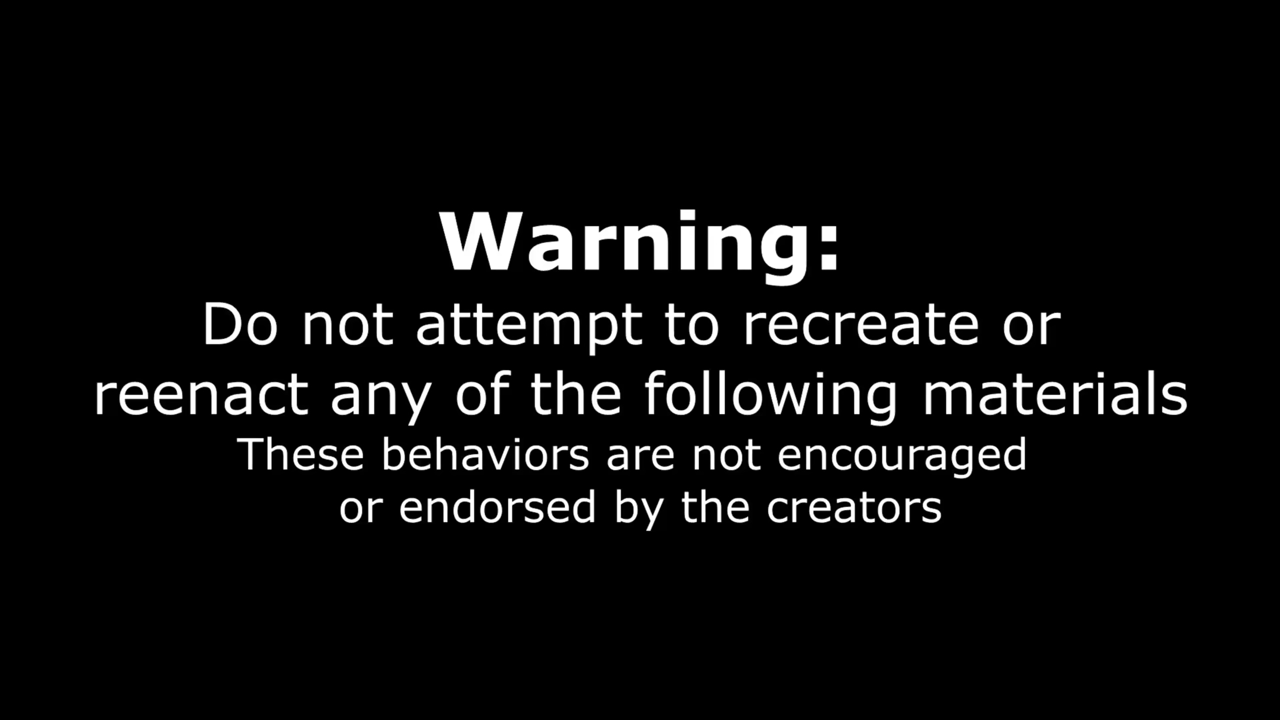 Warning:
Do not attempt to recreate or
reenact any of the following materials
These behaviors are not encouraged
or endorsed by the creators